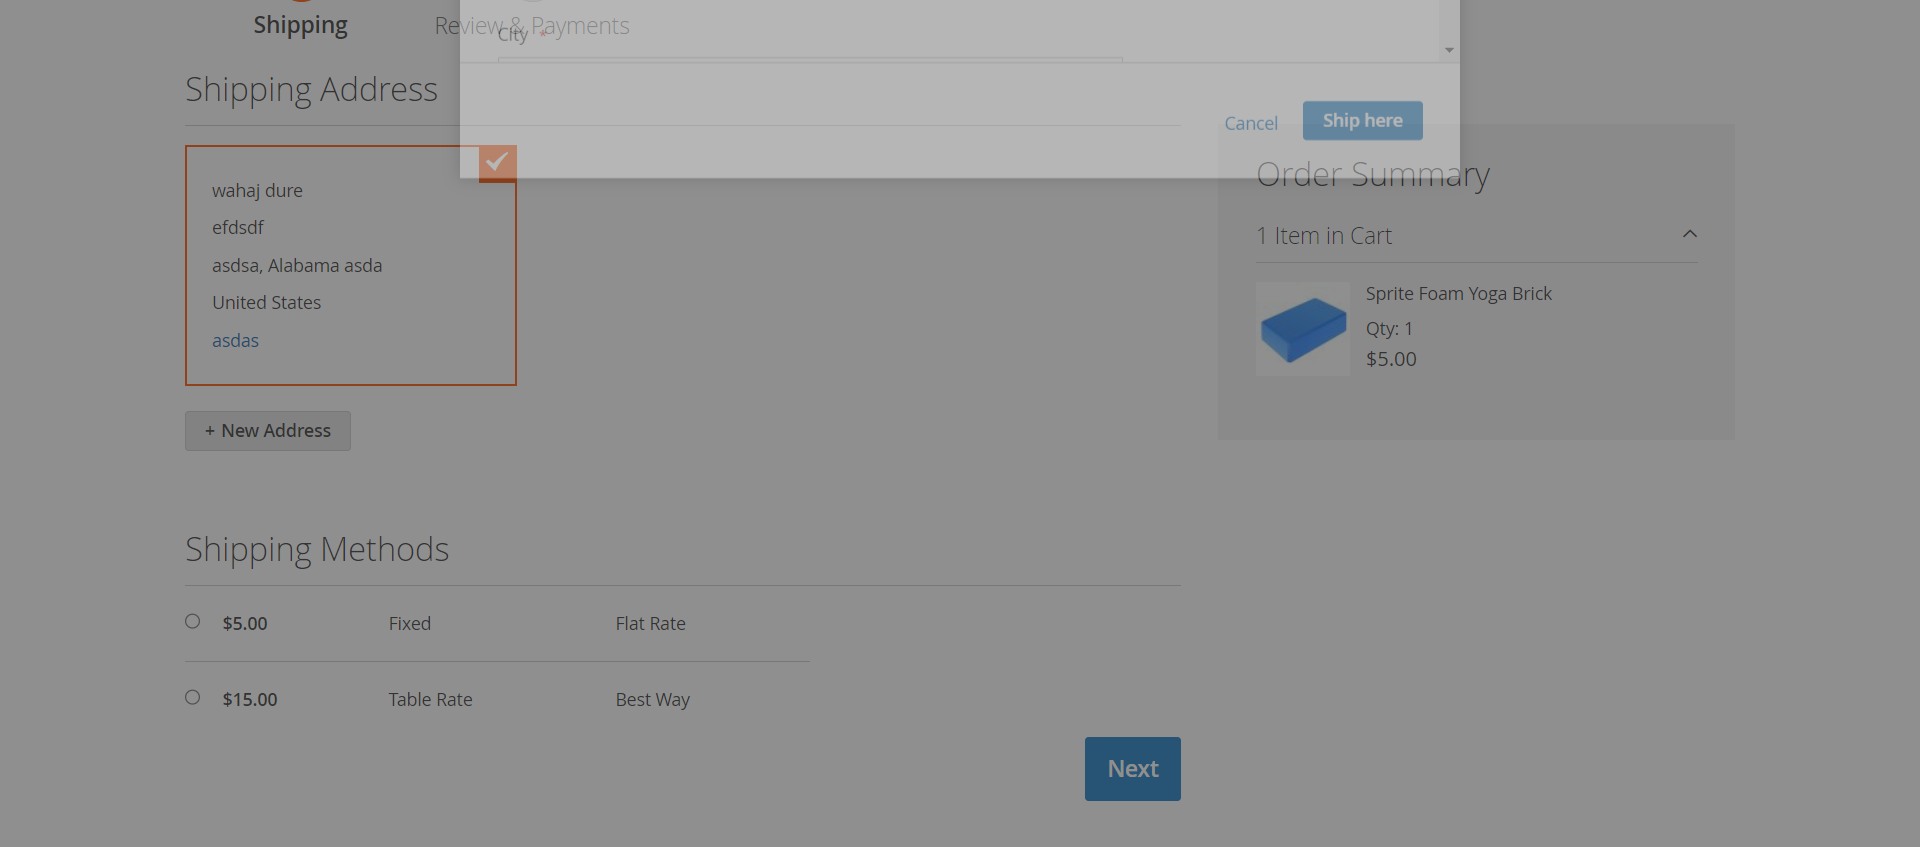 Shipping
Review & Payments
City *
Shipping Address
Cancel
Ship here
wahaj dure
efdsdf
asdsa, Alabama asda
United States
asdas
+ New Address
Order Summary
1 Item in Cart
Sprite Foam Yoga Brick
Qty: 1
$5.00
Shipping Methods
$5.00 Fixed Flat Rate
$15.00 Table Rate Best Way
Next